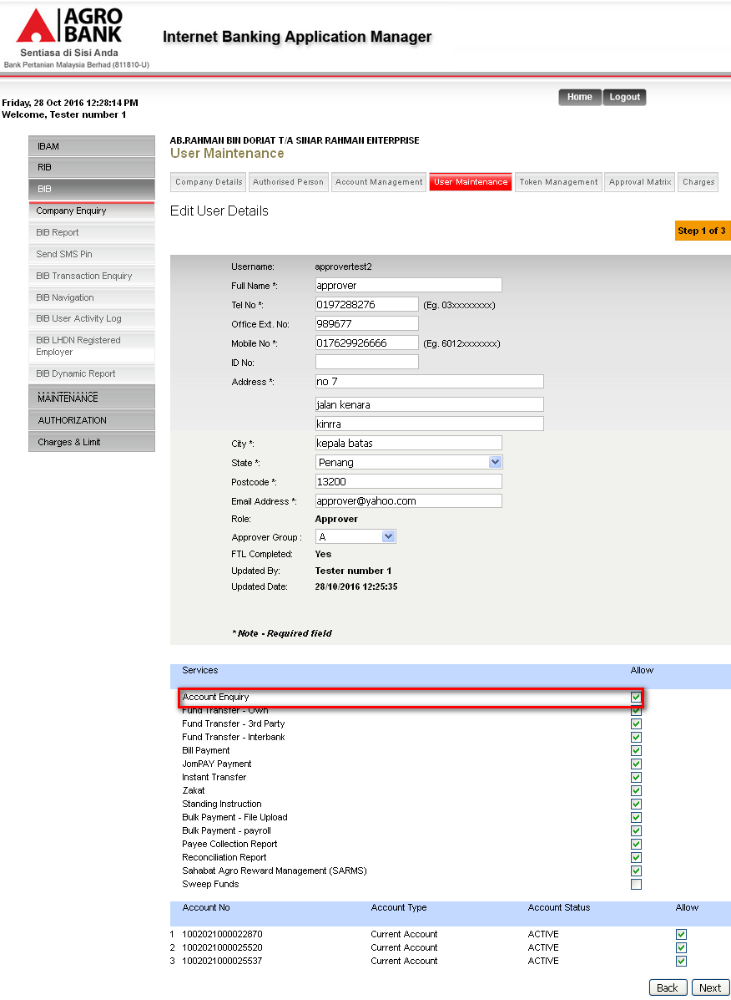 AGRO
BANK
Sentiasa di Sisi Anda
Bank Pertanian Malaysia Berhad (811810-U)
Internet Banking Application Manager
Friday, 28 Oct 2016 12:28:14 PM
Welcome, Tester number 1
Home Logout
IBAM
RIB
BIB
Company Enquiry
BIB Report
Send SMS Pin
BIB Transaction Enquiry
BIB Navigation
BIB User Activity Log
BIB LHDN Registered
Employer
BIB Dynamic Report
MAINTENANCE
AUTHORIZATION
Charges & Limit
AB.RAHMAN BIN DORIAT T/A SINAR RAHMAN ENTERPRISE
User Maintenance
Company Details Authorised Person Account Management User Maintenance Token Management Approval Matrix Charges
Edit User Details
Step 1 of 3
Username: approvertest2
Full Name *: approver
Tel No *: 0197288276 (Eg. 03xxxxxxxx)
Office Ext. No: 989677
Mobile No *: 017629926666 (Eg. 6012xxxxxxx)
ID No:
Address *: no 7
jalan kenara
kinrra
City *: kepala batas
State *: Penang
Postcode *: 13200
Email Address *: approver@yahoo.com
Role: Approver
Approver Group : A
FTL Completed: Yes
Updated By: Tester number 1
Updated Date: 28/10/2016 12:25:35
* Note - Required field
Services Allow
Account Enquiry
Fund Transfer - Own
Fund Transfer - 3rd Party
Fund Transfer - Interbank
Bill Payment
JomPAY Payment
Instant Transfer
Zakat
Standing Instruction
Bulk Payment - File Upload
Bulk Payment - payroll
Payee Collection Report
Reconciliation Report
Sahabat Agro Reward Management (SARMS)
Sweep Funds
Account No Account Type Account Status Allow
1 1002021000022870 Current Account ACTIVE
2 1002021000025520 Current Account ACTIVE
3 1002021000025537 Current Account ACTIVE
Back Next